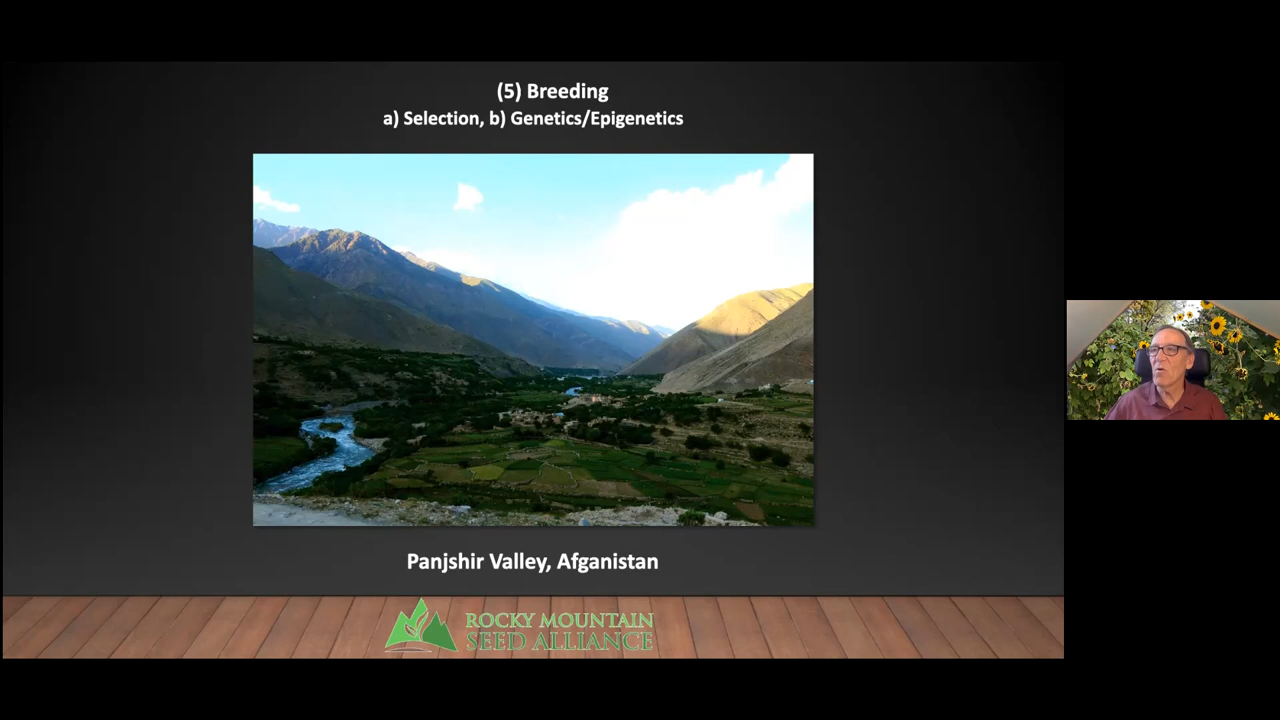 (5) Breeding
a) Selection, b) Genetics/Epigenetics
Panjshir Valley, Afganistan
ROCKY MOUNTAIN
SEED ALLIANCE